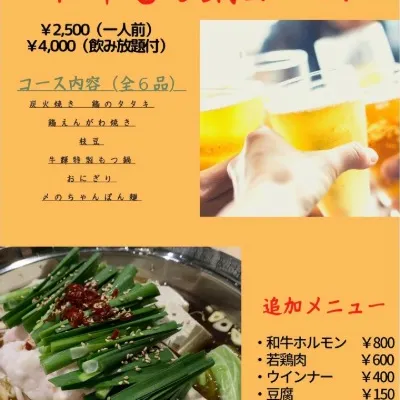 ￥2,500（一人前）
￥4,000（飲み放題付）
コース内容（全６品）
炭火焼き　鶏のタタキ
鶏えんがわ焼き
枝豆
牛輝特製もつ鍋
おにぎり
〆のちゃんぽん麺
追加メニュー
・和牛ホルモン　￥800
・若鶏肉　￥600
・ウインナー　￥400
・豆腐　￥150